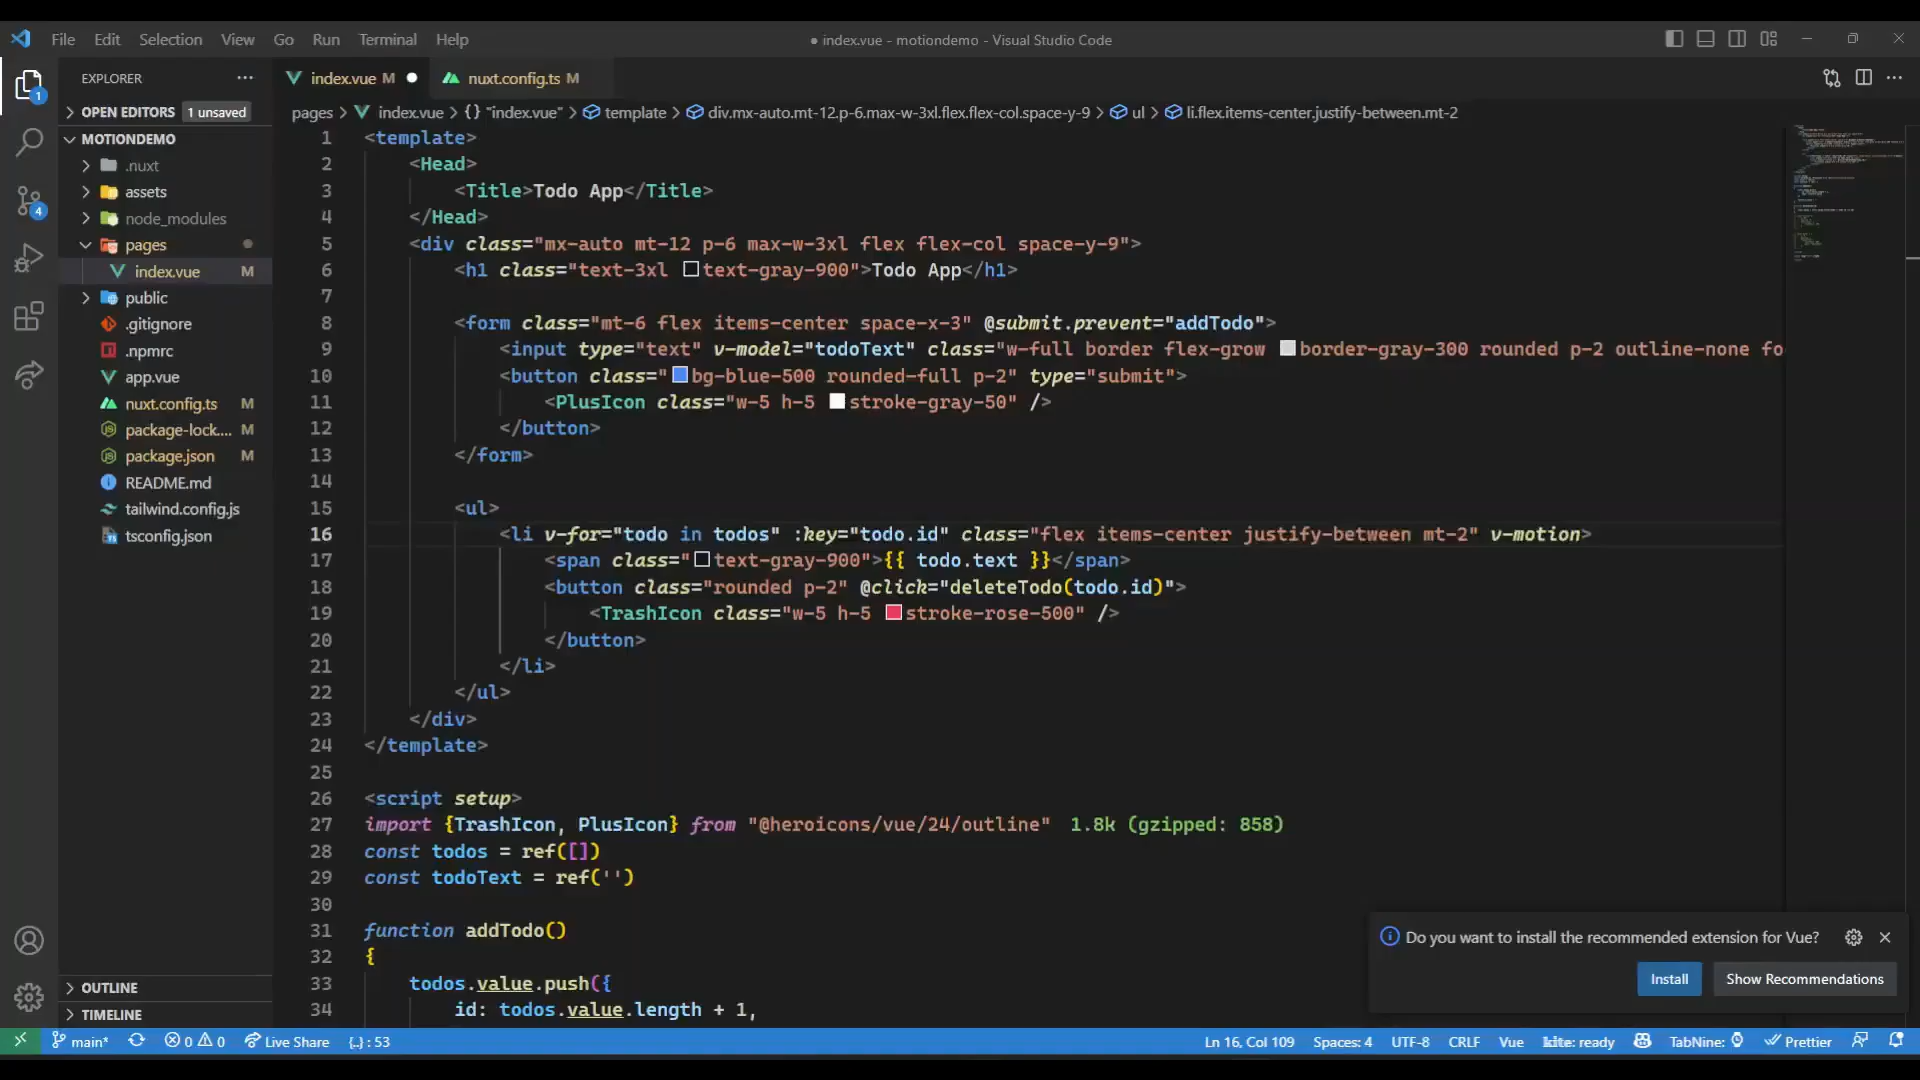 File Edit Selection View Go Run Terminal Help
● index.vue - motiondemo - Visual Studio Code
EXPLORER
index.vue M
nuxt.config.ts M
OPEN EDITORS 1 unsaved
pages > index.vue > {} "index.vue" > template > div.mx-auto.mt-12.p-6.max-w-3xl.flex.flex-col.space-y-9 > ul > li.flex.items-center.justify-between.mt-2
MOTIONDEMO
.nuxt
assets
node_modules
pages
index.vue M
public
.gitignore
.npmrc
app.vue
nuxt.config.ts M
package-lock.... M
package.json M
README.md
tailwind.config.js
tsconfig.json
OUTLINE
TIMELINE
1
4
1 <template>
2 <Head>
3 <Title>Todo App</Title>
4 </Head>
5 <div class="mx-auto mt-12 p-6 max-w-3xl flex flex-col space-y-9">
6 <h1 class="text-3xl text-gray-900">Todo App</h1>
7
8 <form class="mt-6 flex items-center space-x-3" @submit.prevent="addTodo">
9 <input type="text" v-model="todoText" class="w-full border flex-grow border-gray-300 rounded p-2 outline-none fo
10 <button class="bg-blue-500 rounded-full p-2" type="submit">
11 <PlusIcon class="w-5 h-5 stroke-gray-50" />
12 </button>
13 </form>
14
15 <ul>
16 <li v-for="todo in todos" :key="todo.id" class="flex items-center justify-between mt-2" v-motion>
17 <span class="text-gray-900">{{ todo.text }}</span>
18 <button class="rounded p-2" @click="deleteTodo(todo.id)">
19 <TrashIcon class="w-5 h-5 stroke-rose-500" />
20 </button>
21 </li>
22 </ul>
23 </div>
24 </template>
25
26 <script setup>
27 import {TrashIcon, PlusIcon} from "@heroicons/vue/24/outline" 1.8k (gzipped: 858)
28 const todos = ref([])
29 const todoText = ref('')
30
31 function addTodo()
32 {
33 todos.value.push({
34 id: todos.value.length + 1,
Do you want to install the recommended extension for Vue?
Install Show Recommendations
main* 0 0 Live Share {..} : 53
Ln 16, Col 109 Spaces: 4 UTF-8 CRLF Vue kite: ready TabNine: Prettier